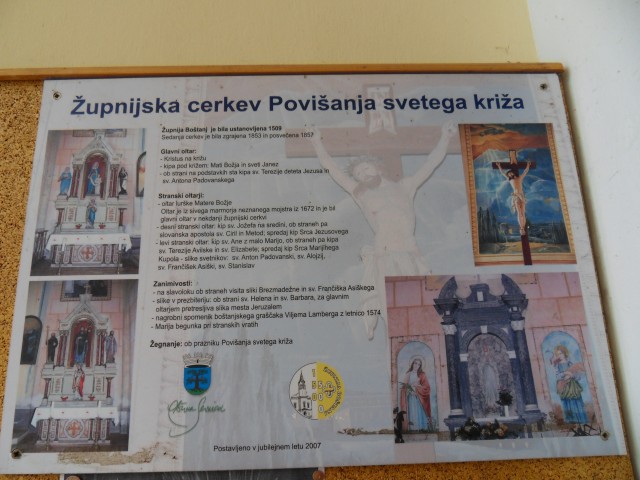 Župnijska cerkev Povišanja svetega križa
Župnija Boštanj je bila ustanovljena 1509
Sedanja cerkev je bila zgrajena 1853 in posvečena 1857
Glavni oltar:
- Kristus na križu
- kipa pod križem: Mati Božja in sveti Janez
- ob strani na podstavkih sta kipa sv. Terezije deteta Jezusa in
sv. Antona Padovanskega
Stranski oltarji:
- oltar lurške Matere Božje
Oltar je iz sivega marmorja neznanega mojstra iz 1672 in je bil
glavni oltar v nekdanji župnijski cerkvi
- desni stranski oltar: kip sv. Jožefa na sredini, ob straneh pa
slovanska apostola sv. Ciril in Metod; spredaj kip Srca Jezusovega
- levi stranski oltar: kip sv. Ane z malo Marijo, ob straneh pa kipa
sv. Terezije Avilske in sv. Elizabete; spredaj kip Srca Marijinega
Kupola - slike svetnikov: sv. Anton Padovanski, sv. Alojzij,
sv. Frančišek Asiški, sv. Stanislav
Zanimivosti:
- na slavoloku ob straneh visita sliki Brezmadežne in sv. Frančiška Asiškega
- slike v prezbiteriju: ob strani sv. Helena in sv. Barbara, za glavnim
oltarjem pretresljiva slika mesta Jeruzalem
- nagrobni spomenik boštanjskega graščaka Viljema Lamberga z letnico 1574
- Marija begunka pri stranskih vratih
Žegnanje: ob prazniku Povišanja svetega križa
Postavljeno v jubilejnem letu 2007